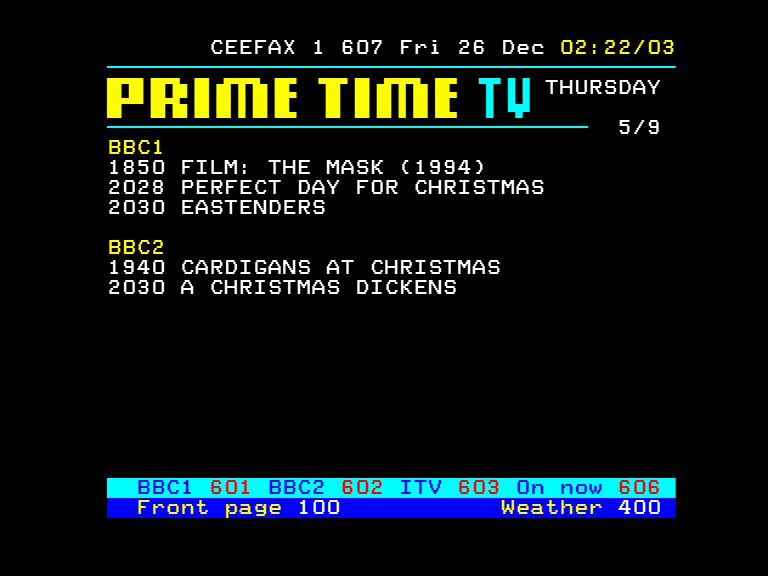 CEEFAX 1 607 Fri 26 Dec 02:22/03
PRIME TIME TV THURSDAY
5/9
BBC1
1850 FILM: THE MASK (1994)
2028 PERFECT DAY FOR CHRISTMAS
2030 EASTENDERS
BBC2
1940 CARDIGANS AT CHRISTMAS
2030 A CHRISTMAS DICKENS
BBC1 601 BBC2 602 ITV 603 On now 606
Front page 100 Weather 400